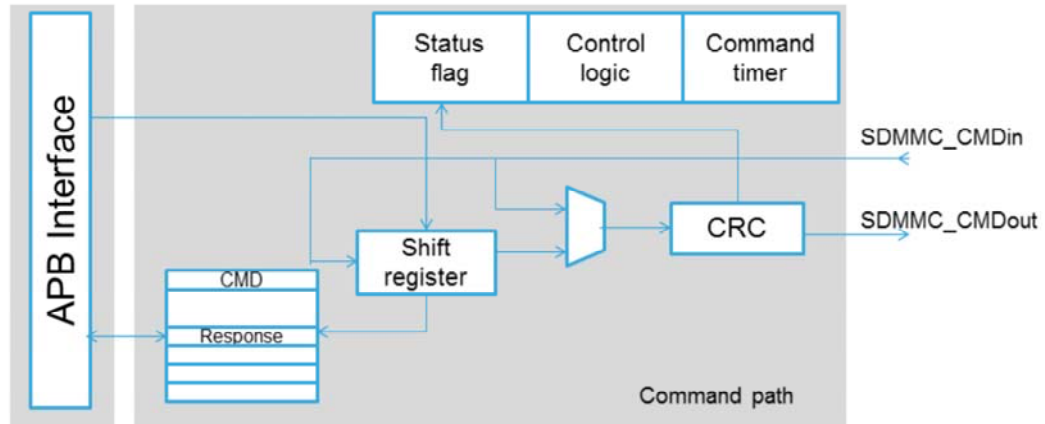 APB Interface
Status
flag
Control
logic
Command
timer
SDMMC_CMDin
SDMMC_CMDout
CRC
Shift
register
CMD
Response
Command path